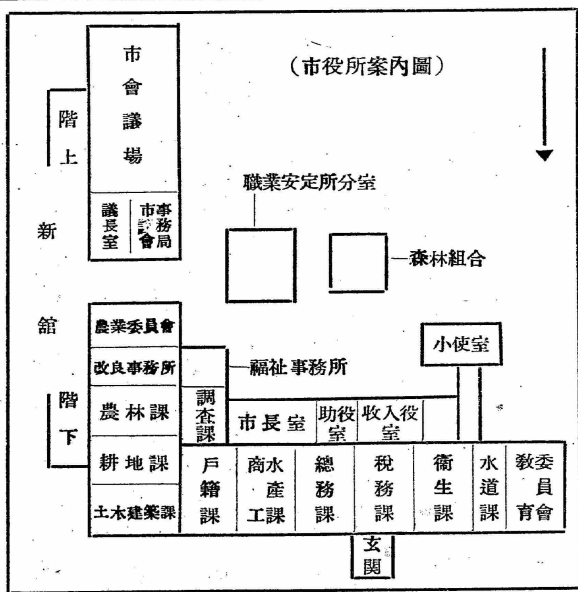 (市役所案內圖)
市會議場
階上
議長室
市會事務局
新舘
職業安定所分室
森林組合
農業委員會
改良事務所
農林課
耕地課
土木建築課
階下
福祉事務所
調査課
市長室
助役室
收入役室
小使室
戶籍課
商工水產課
總務課
稅務課
衞生課
水道課
敎育委員會
玄関